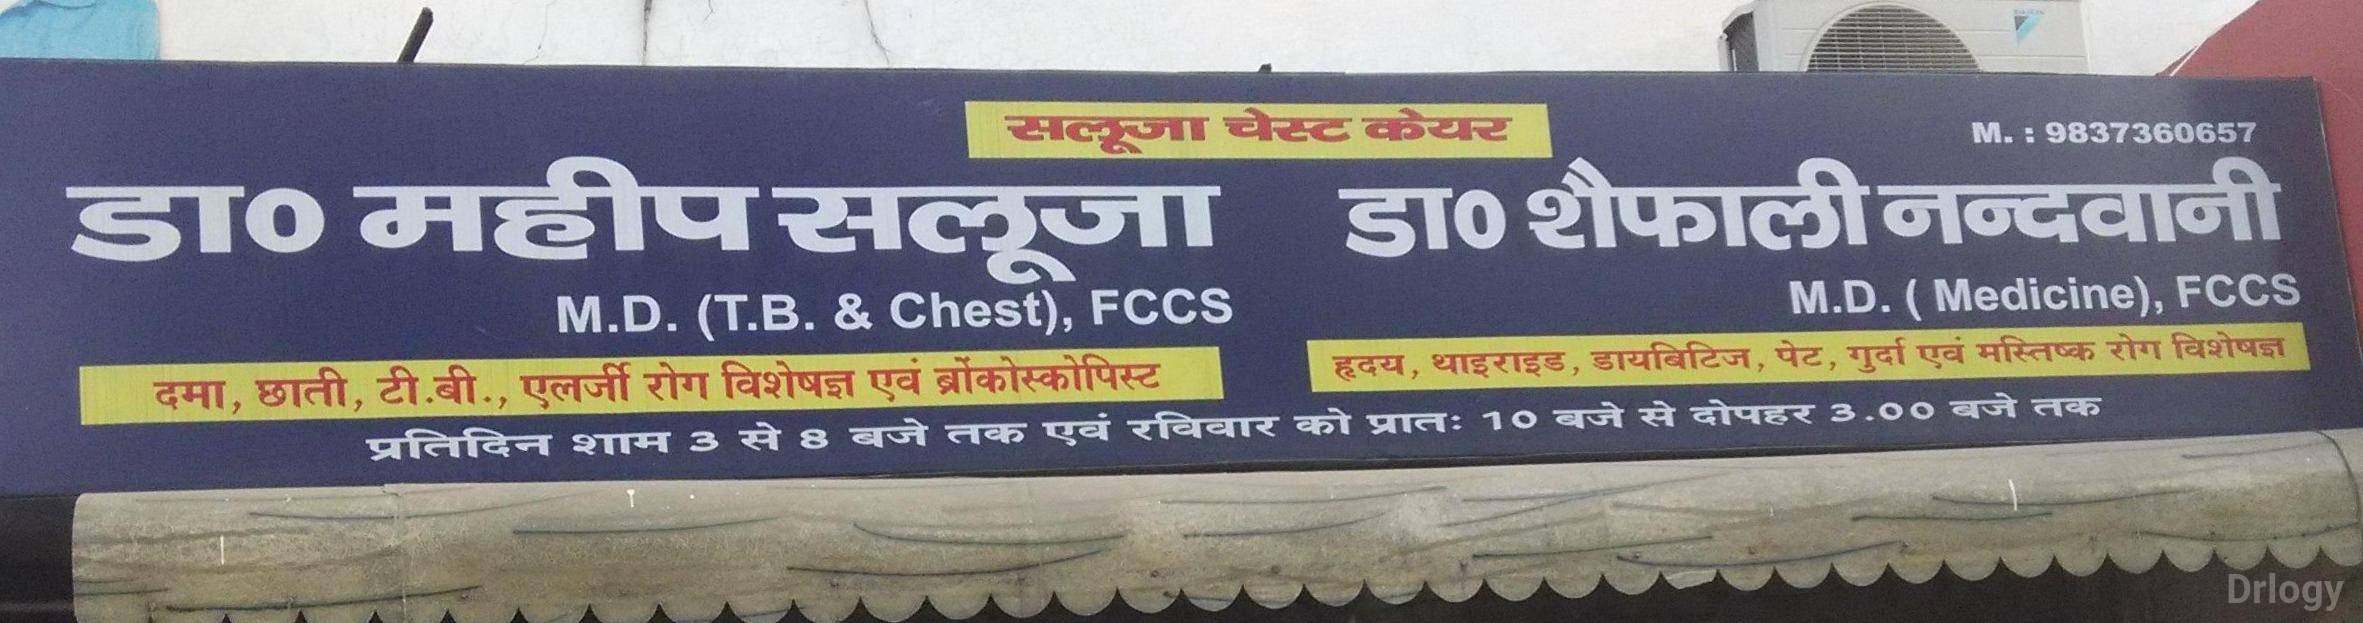 सलूजा चेस्ट केयर
M. : 9837360657
डा0 महीप सलूजा
M.D. (T.B. & Chest), FCCS
दमा, छाती, टी.बी., एलर्जी रोग विशेषज्ञ एवं ब्रोंकोस्कोपिस्ट
डा0 शैफाली नन्दवानी
M.D. ( Medicine), FCCS
हृदय, थाइराइड, डायबिटिज, पेट, गुर्दा एवं मस्तिष्क रोग विशेषज्ञ
प्रतिदिन शाम 3 से 8 बजे तक एवं रविवार को प्रातः 10 बजे से दोपहर 3.00 बजे तक
Drlogy